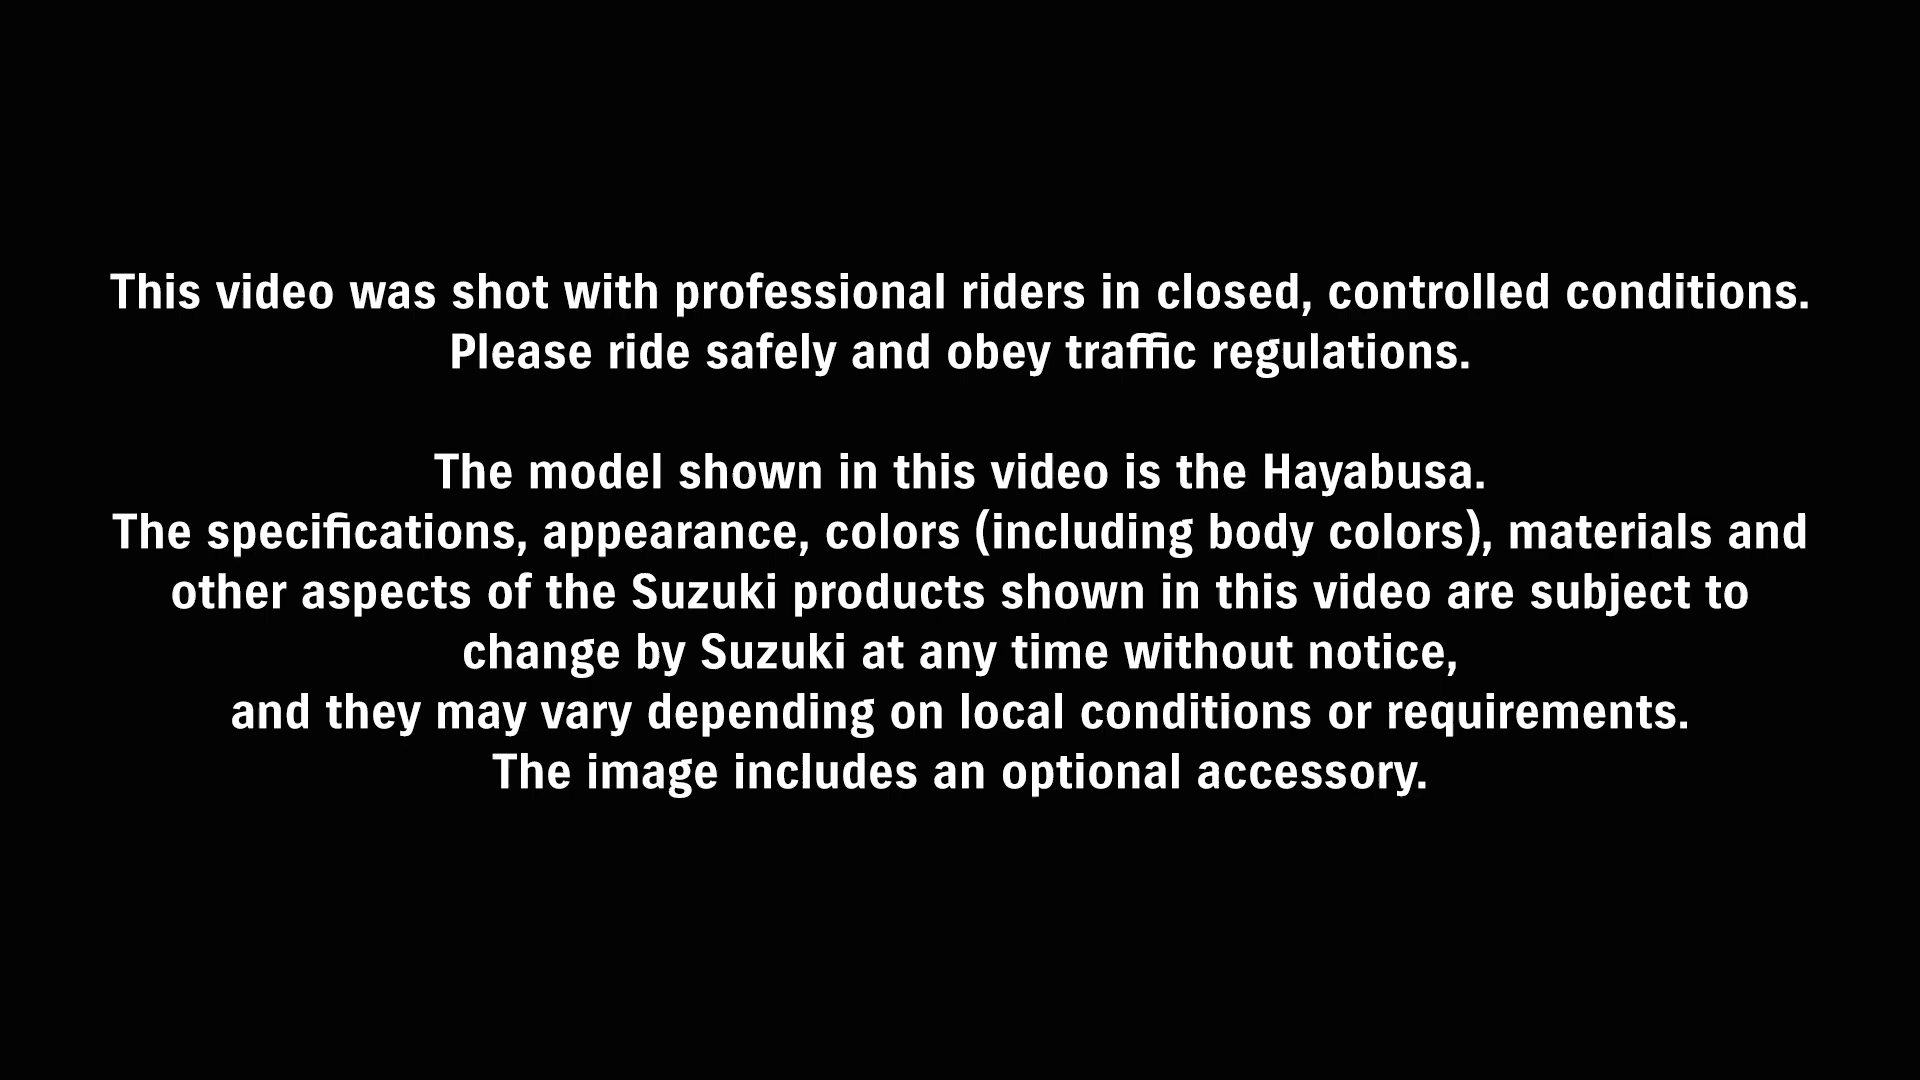 This video was shot with professional riders in closed, controlled conditions.
Please ride safely and obey traffic regulations.
The model shown in this video is the Hayabusa.
The specifications, appearance, colors (including body colors), materials and
other aspects of the Suzuki products shown in this video are subject to
change by Suzuki at any time without notice,
and they may vary depending on local conditions or requirements.
The image includes an optional accessory.